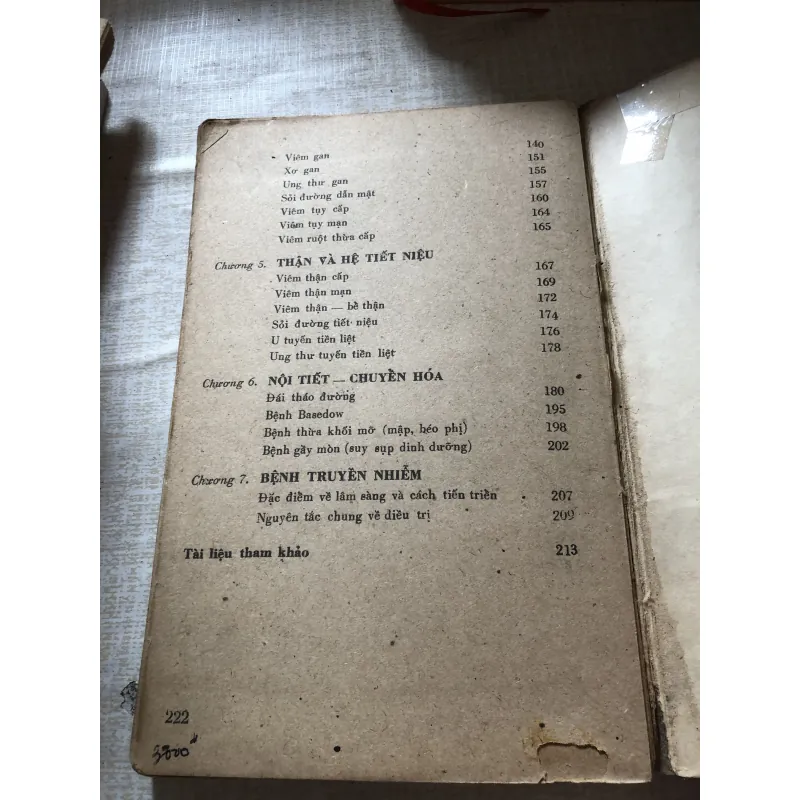 Viêm gan 140
Xơ gan 151
Ung thư gan 155
Sỏi đường dẫn mật 157
Viêm tụy cấp 160
Viêm tụy mạn 164
Viêm ruột thừa cấp 165
Chương 5. THẬN VÀ HỆ TIẾT NIỆU
Viêm thận cấp 167
Viêm thận mạn 169
Viêm thận — bể thận 172
Sỏi đường tiết niệu 174
U tuyến tiền liệt 176
Ung thư tuyến tiền liệt 178
Chương 6. NỘI TIẾT — CHUYỂN HÓA
Đái tháo đường 180
Bệnh Basedow 195
Bệnh thừa khối mỡ (mập, béo phị) 198
Bệnh gầy mòn (suy sụp dinh dưỡng) 202
Chương 7. BỆNH TRUYỀN NHIỄM
Đặc điểm về lâm sàng và cách tiến triển 207
Nguyên tắc chung về điều trị 209
Tài liệu tham khảo 213
222